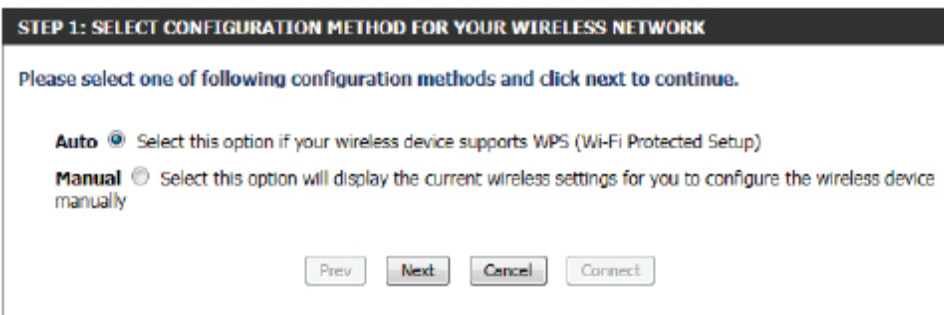 STEP 1: SELECT CONFIGURATION METHOD FOR YOUR WIRELESS NETWORK
Please select one of following configuration methods and click next to continue.
Auto Select this option if your wireless device supports WPS (Wi-Fi Protected Setup)
Manual Select this option will display the current wireless settings for you to configure the wireless device
manually
Prev Next Cancel Connect